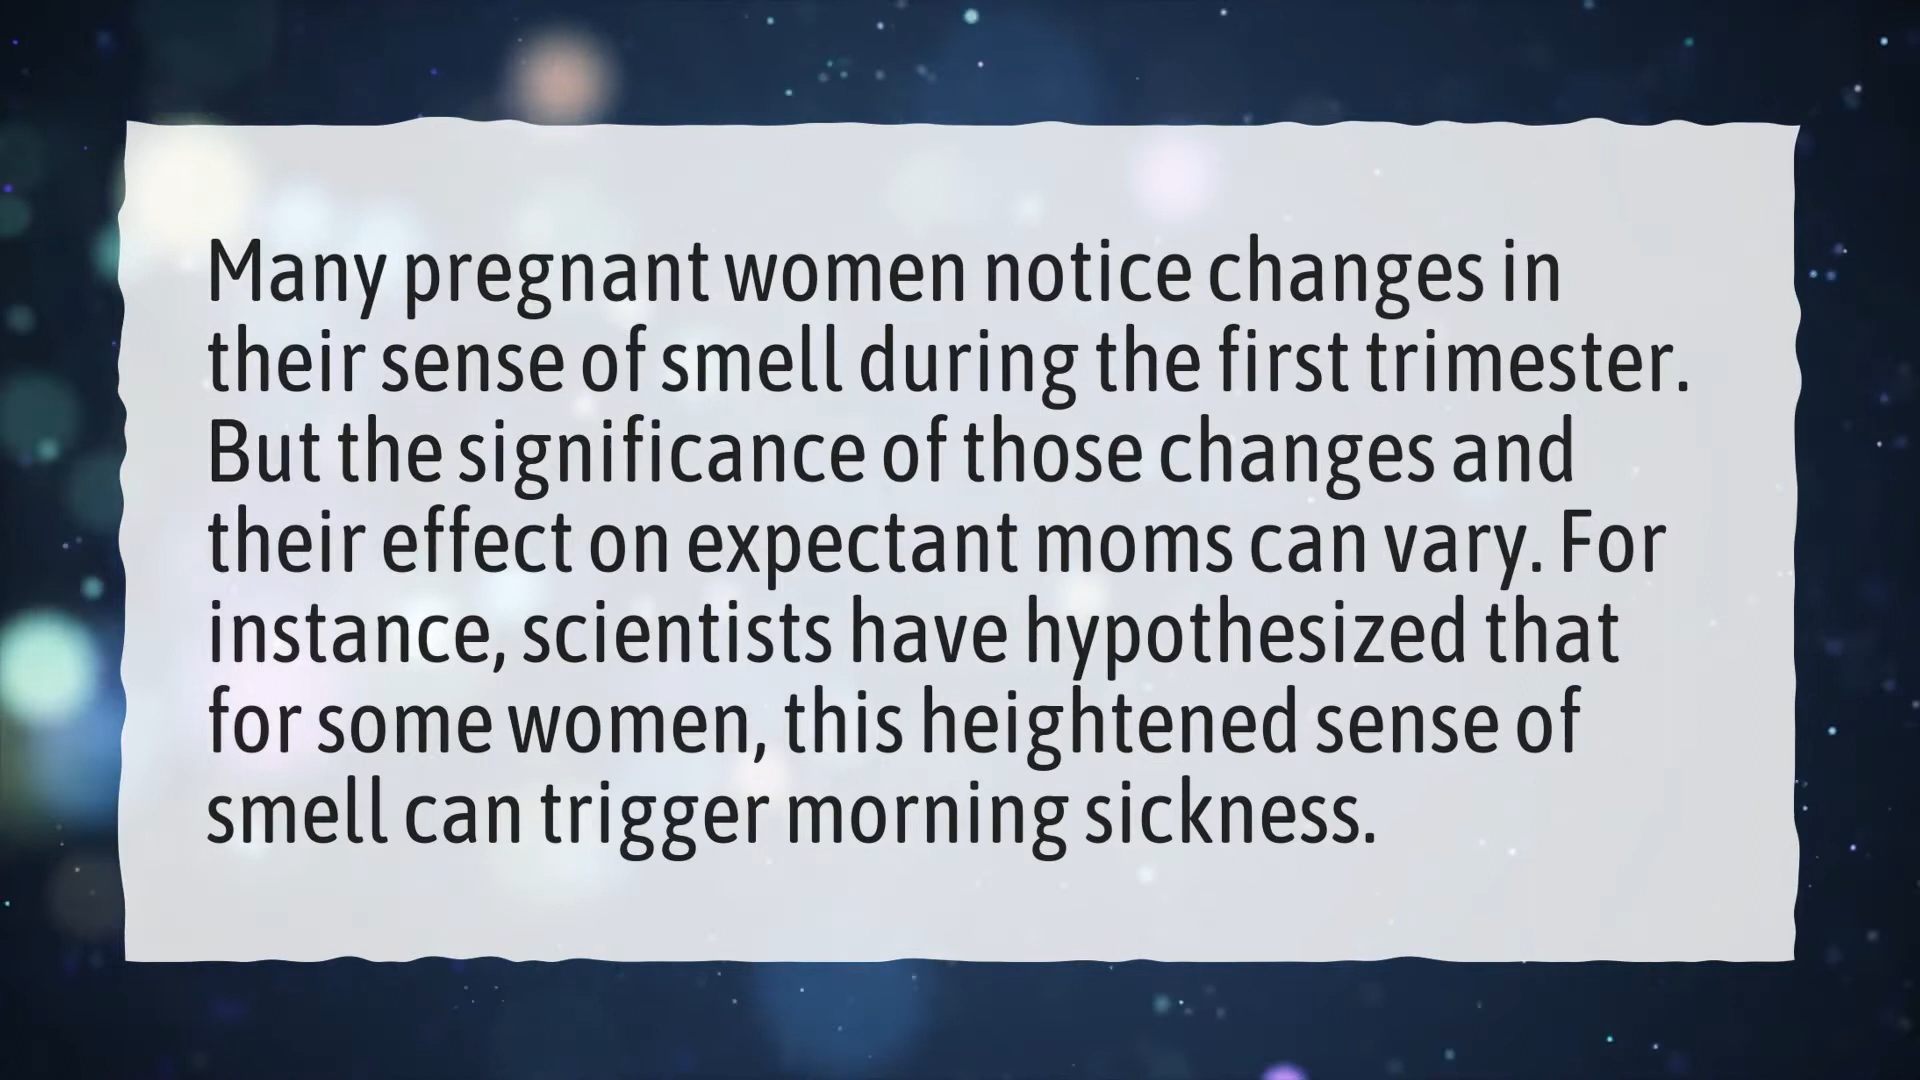 Many pregnant women notice changes in
their sense of smell during the first trimester.
But the significance of those changes and
their effect on expectant moms can vary. For
instance, scientists have hypothesized that
for some women, this heightened sense of
smell can trigger morning sickness.